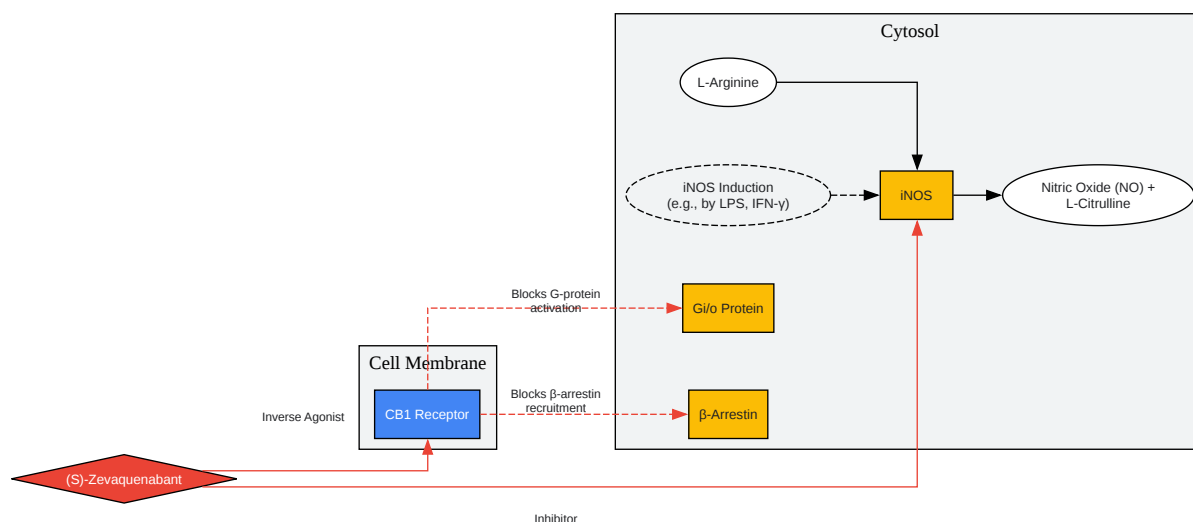 Cytosol
L-Arginine
iNOS Induction
(e.g., by LPS, IFN-γ)
iNOS
Nitric Oxide (NO) +
L-Citrulline
Blocks G-protein
activation
Gi/o Protein
Cell Membrane
CB1 Receptor
Blocks β-arrestin
recruitment
β-Arrestin
Inverse Agonist
(S)-Zevaquenabant
Inhibitor